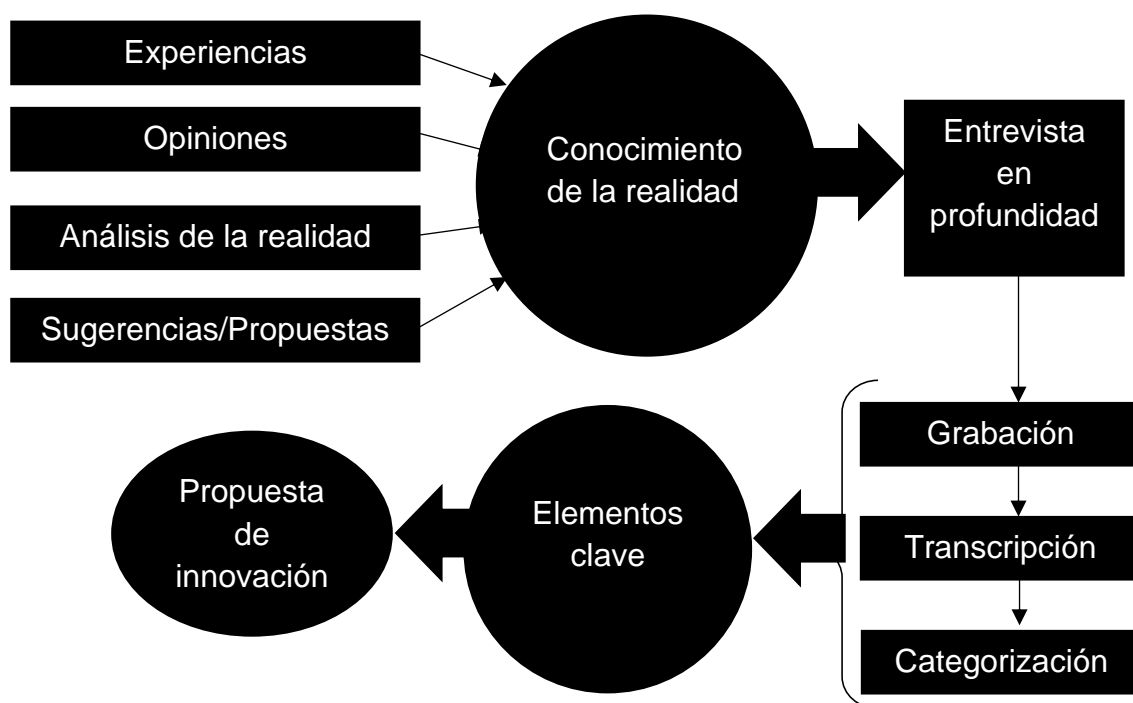 Experiencias
Opiniones
Análisis de la realidad
Sugerencias/Propuestas
Conocimiento
de la realidad
Entrevista
en
profundidad
Grabación
Transcripción
Categorización
Elementos
clave
Propuesta
de
innovación